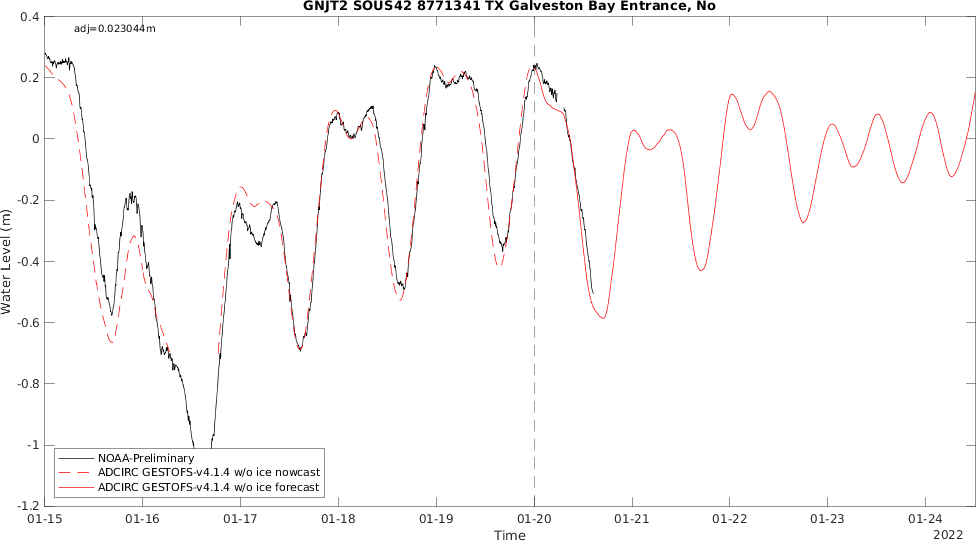 GNJT2 SOUS42 8771341 TX Galveston Bay Entrance, No
adj=0.023044m
0.4
0.2
0
-0.2
-0.4
-0.6
-0.8
-1
-1.2
Water Level (m)
NOAA-Preliminary
ADCIRC GESTOFS-v4.1.4 w/o ice nowcast
ADCIRC GESTOFS-v4.1.4 w/o ice forecast
01-15 01-16 01-17 01-18 01-19 01-20 01-21 01-22 01-23 01-24
Time
2022